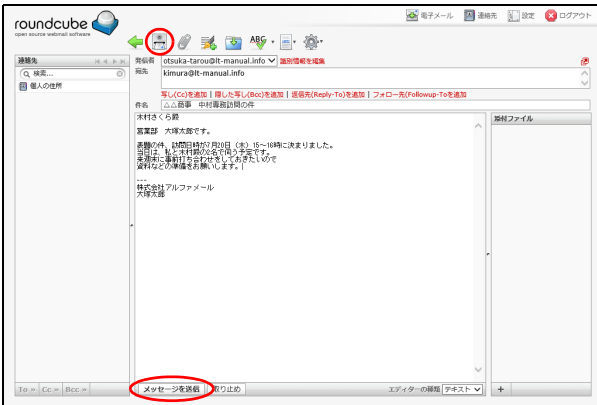 roundcube
open source webmail software
電子メール 連絡先 設定 ログアウト
ABC
連絡先
検索...
個人の住所
発信者 otsuka-tarou@lt-manual.info 識別情報を編集
宛先 kimura@lt-manual.info
写し(Cc)を追加 | 隠した写し(Bcc)を追加 | 返信先(Reply-To)を追加 | フォロー先(Followup-Toを追加
件名 △△商事 中村専務訪問の件
木村さくら殿
営業部 大塚太郎です。
表題の件、訪問日時が7月20日(木)15~16時に決まりました。
当日は、私と木村殿の2名で伺う予定です。
来週末に事前打ち合わせをしておきたいので
資料などの準備をお願いします。
---
株式会社アルファメール
大塚太郎
添付ファイル
To » Cc » Bcc »
メッセージを送信 取り止め
エディターの種類 テキスト
+